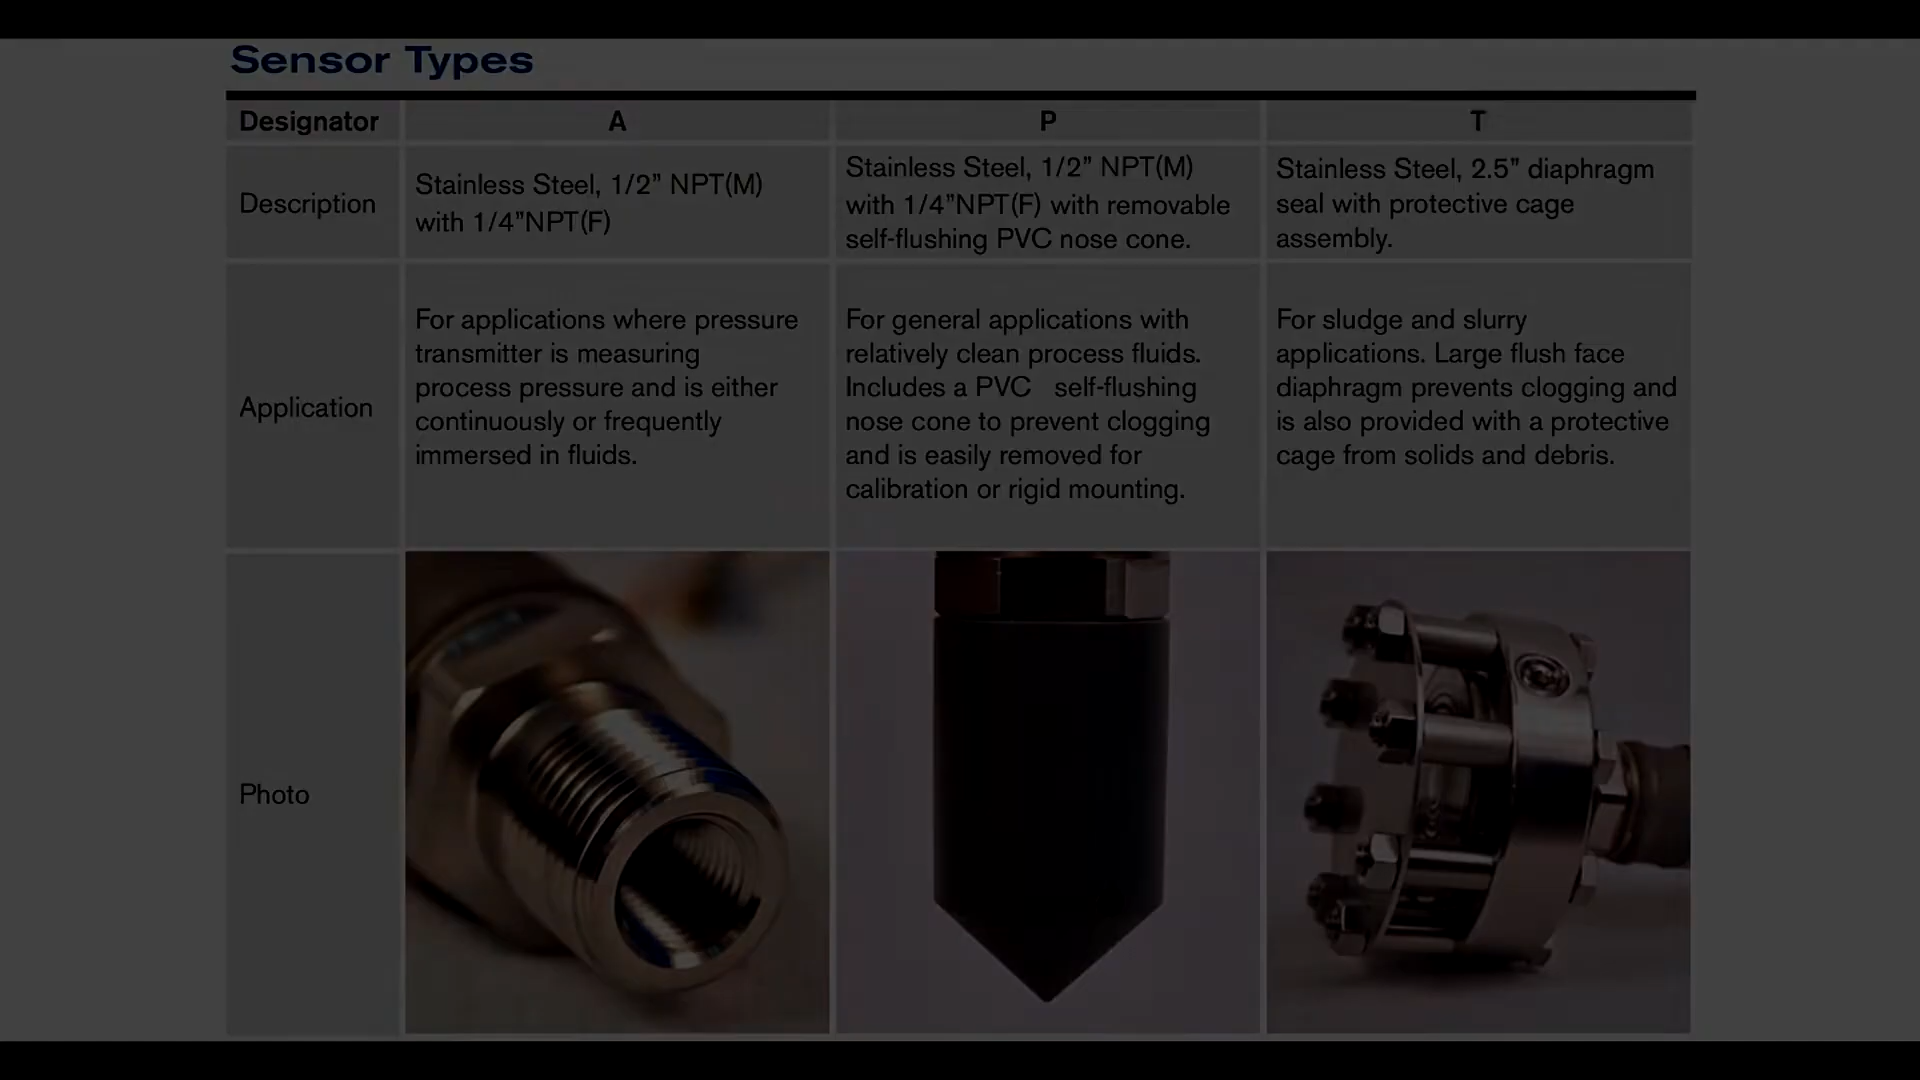 Sensor Types
Designator
A
P
T
Description
Stainless Steel, 1/2” NPT(M)
with 1/4”NPT(F)
Stainless Steel, 1/2” NPT(M)
with 1/4”NPT(F) with removable
self-flushing PVC nose cone.
Stainless Steel, 2.5" diaphragm
seal with protective cage
assembly.
Application
For applications where pressure
transmitter is measuring
process pressure and is either
continuously or frequently
immersed in fluids.
For general applications with
relatively clean process fluids.
Includes a PVC self-flushing
nose cone to prevent clogging
and is easily removed for
calibration or rigid mounting.
For sludge and slurry
applications. Large flush face
diaphragm prevents clogging and
is also provided with a protective
cage from solids and debris.
Photo